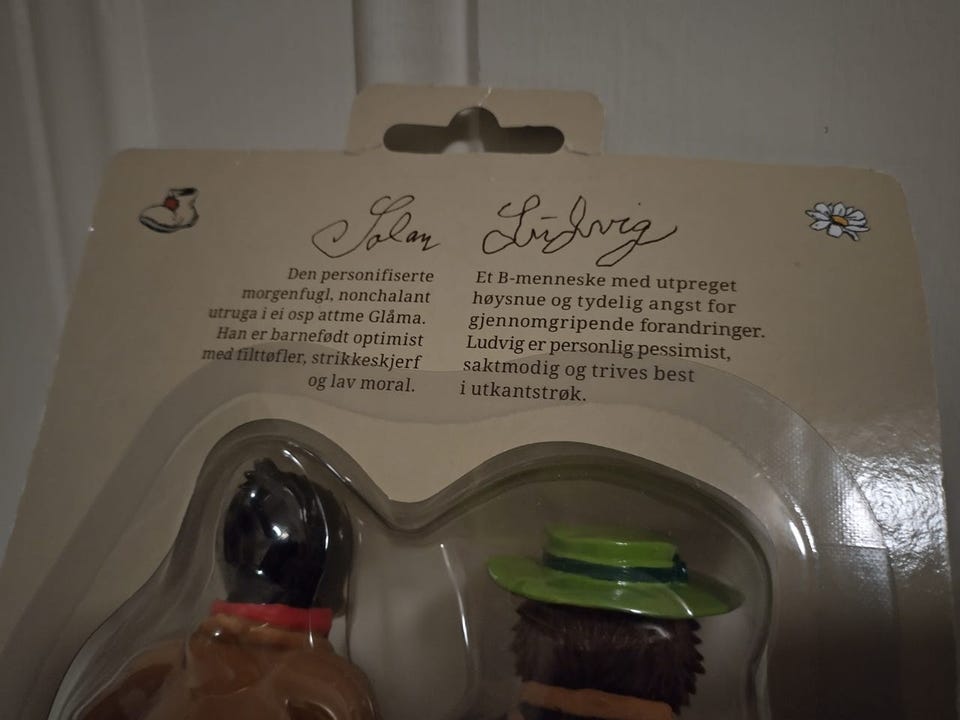 Solan
Den personifiserte
morgenfugl, nonchalant
utruga i ei osp attme Glåma.
Han er barnefødt optimist
med filttøfler, strikkeskjerf
og lav moral.
Ludvig
Et B-menneske med utpreget
høysnue og tydelig angst for
gjennomgripende forandringer.
Ludvig er personlig pessimist,
saktmodig og trives best
i utkantstrøk.